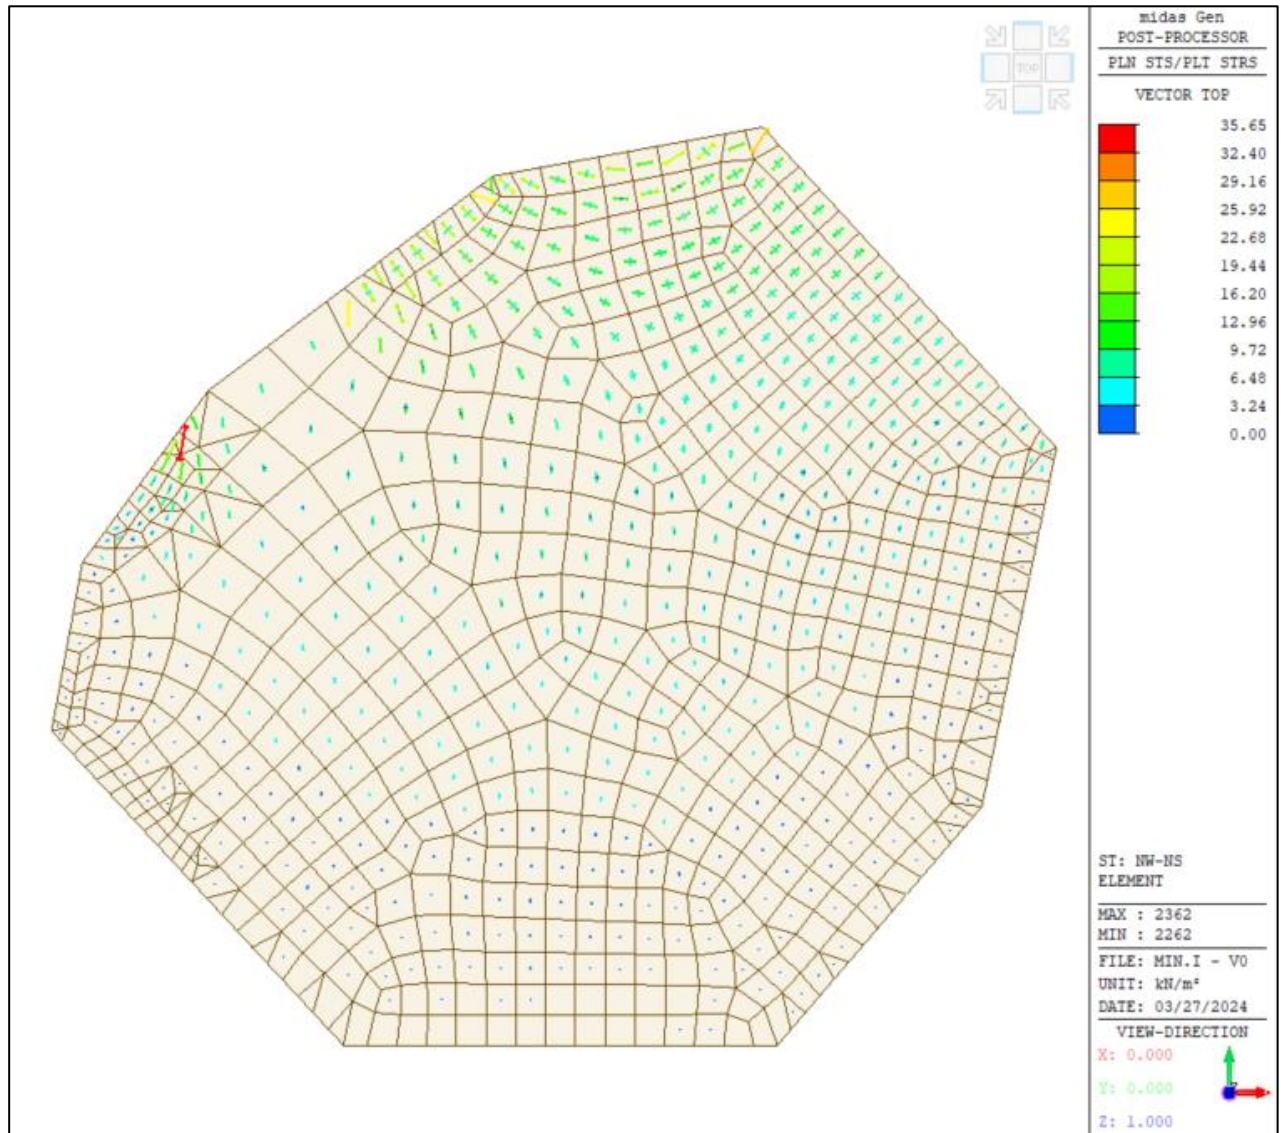 TOP
midas Gen
POST-PROCESSOR
PLN STS/PLT STRS
VECTOR TOP
35.65
32.40
29.16
25.92
22.68
19.44
16.20
12.96
9.72
6.48
3.24
0.00
ST: NW-NS
ELEMENT
MAX : 2362
MIN : 2262
FILE: MIN.I - V0
UNIT: kN/m²
DATE: 03/27/2024
VIEW-DIRECTION
X: 0.000
Y: 0.000
Z: 1.000